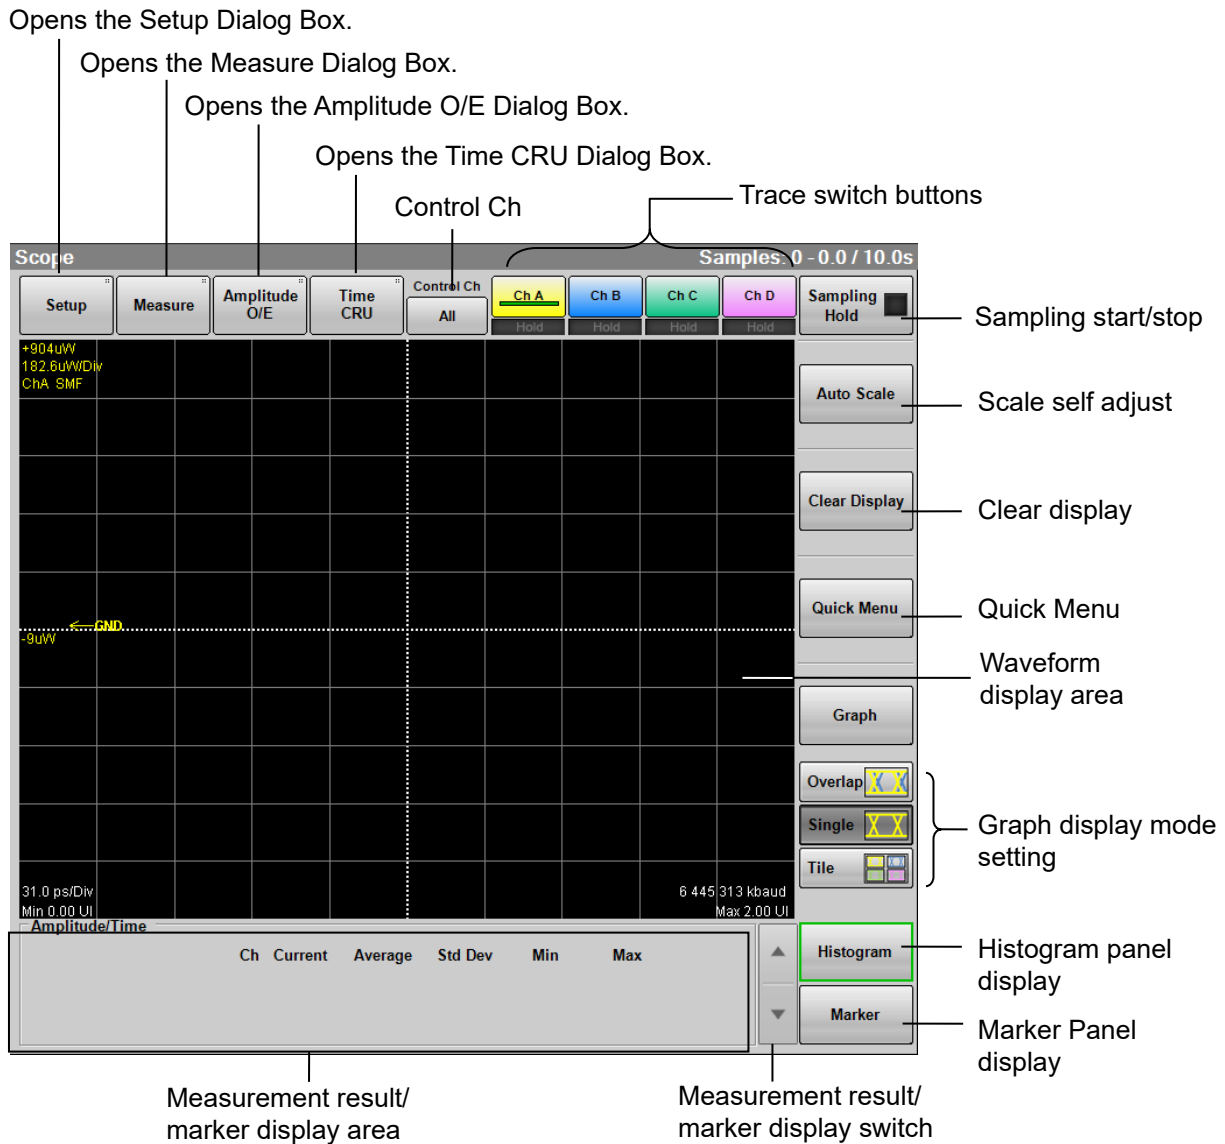 Opens the Setup Dialog Box.
Opens the Measure Dialog Box.
Opens the Amplitude O/E Dialog Box.
Opens the Time CRU Dialog Box.
Control Ch
Trace switch buttons
Scope
Samples: 0 - 0.0 / 10.0s
Setup
Measure
Amplitude
O/E
Time
CRU
Control Ch
All
Ch A
Hold
Ch B
Hold
Ch C
Hold
Ch D
Hold
Sampling
Hold
Sampling start/stop
+904uW
182.6uW/Div
ChA SMF
Auto Scale
Scale self adjust
Clear Display
Clear display
Quick Menu
Quick Menu
GND
-9uW
Waveform
display area
Graph
Overlap
Single
Tile
Graph display mode
setting
31.0 ps/Div
Min 0.00 UI
6 445 313 kbaud
Max 2.00 UI
Amplitude/Time
Ch Current Average Std Dev Min Max
Histogram
Histogram panel
display
Marker
Marker Panel
display
Measurement result/
marker display area
Measurement result/
marker display switch